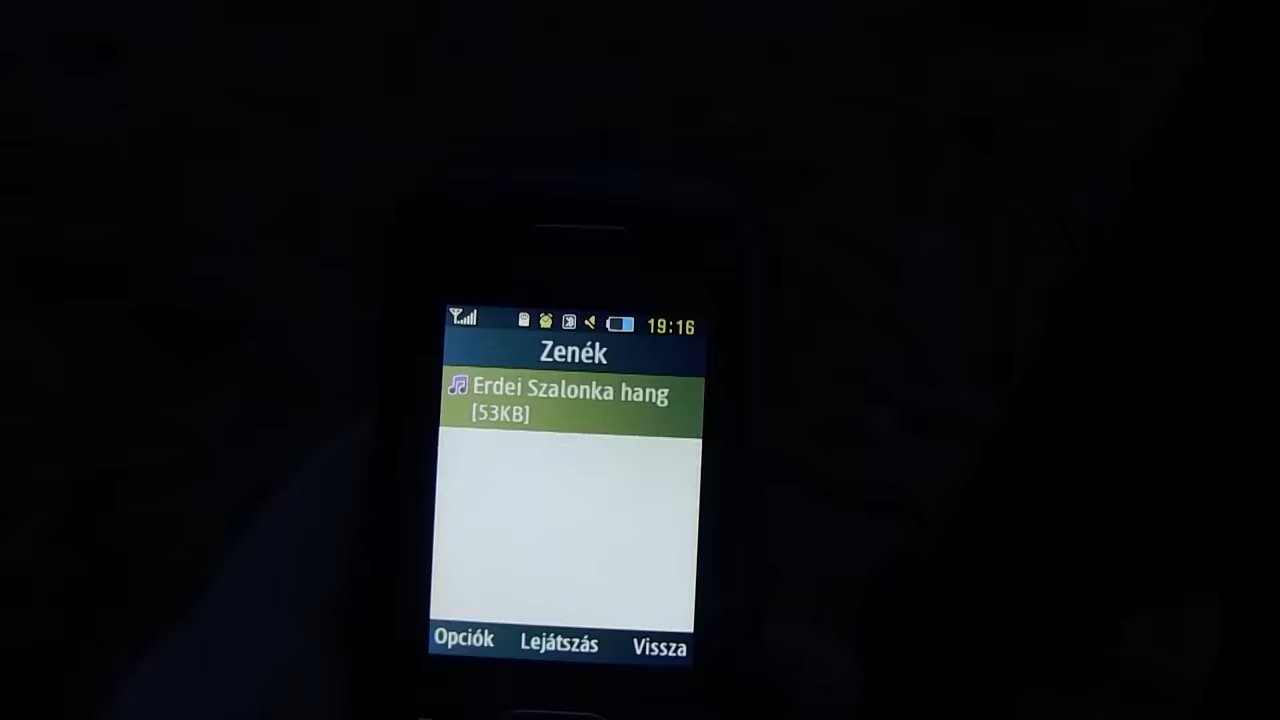 19:16
Zenék
Erdei Szalonka hang
[53KB]
Opciók Lejátszás Vissza